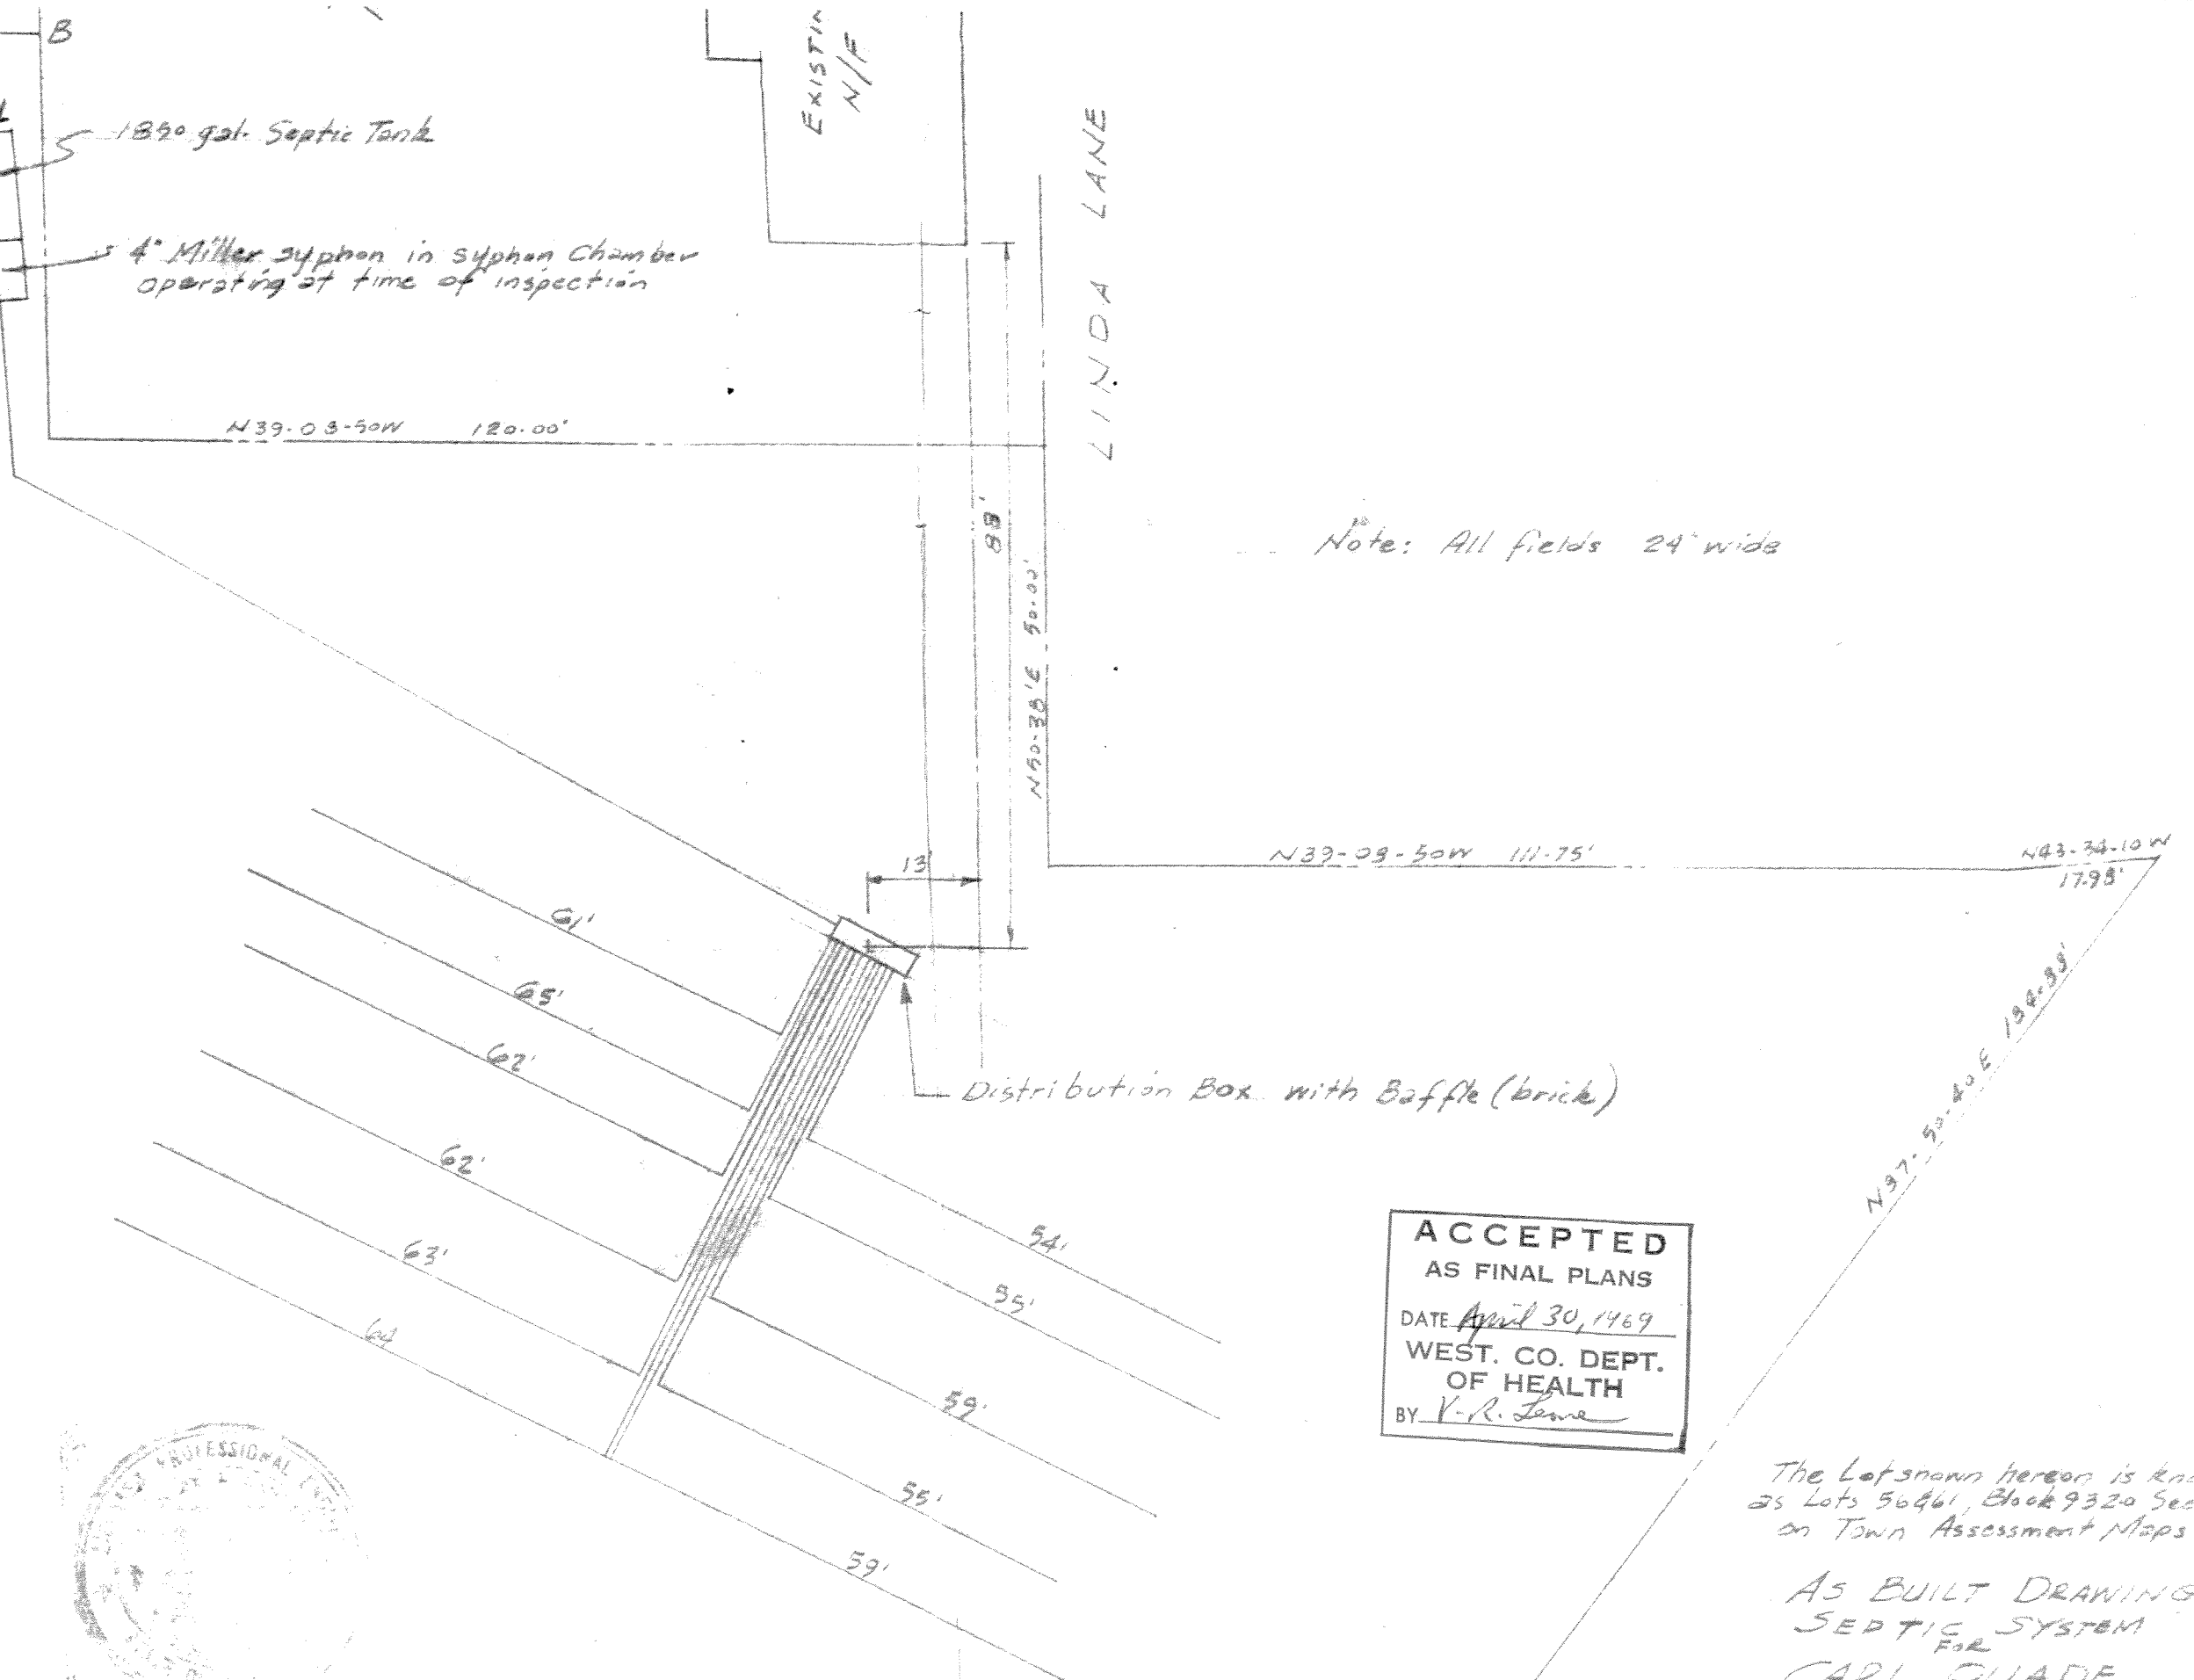 B
1850 gal. Septic Tank
4" Miller syphon in syphon Chamber
operating at time of inspection
EXISTIN
N/F
LINDA LANE
N39-03-50W 120.00'
88'
N50-38'E 50.00'
Note: All fields 24" wide
13'
N39-03-50W 111.75'
N43-34-10W
17.98'
N37-50-40E 134.33'
61'
65'
62'
62'
63'
64
Distribution Box with Baffle (brick)
54'
55'
59'
55'
59'
ACCEPTED
AS FINAL PLANS
DATE April 30, 1969
WEST. CO. DEPT.
OF HEALTH
BY V.R.
PROFESSIONAL
The Lot shown hereon is kno
as Lots 56&61, Block 9320 Sec
on Town Assessment Maps
AS BUILT DRAWING
SEPTIC SYSTEM
FOR